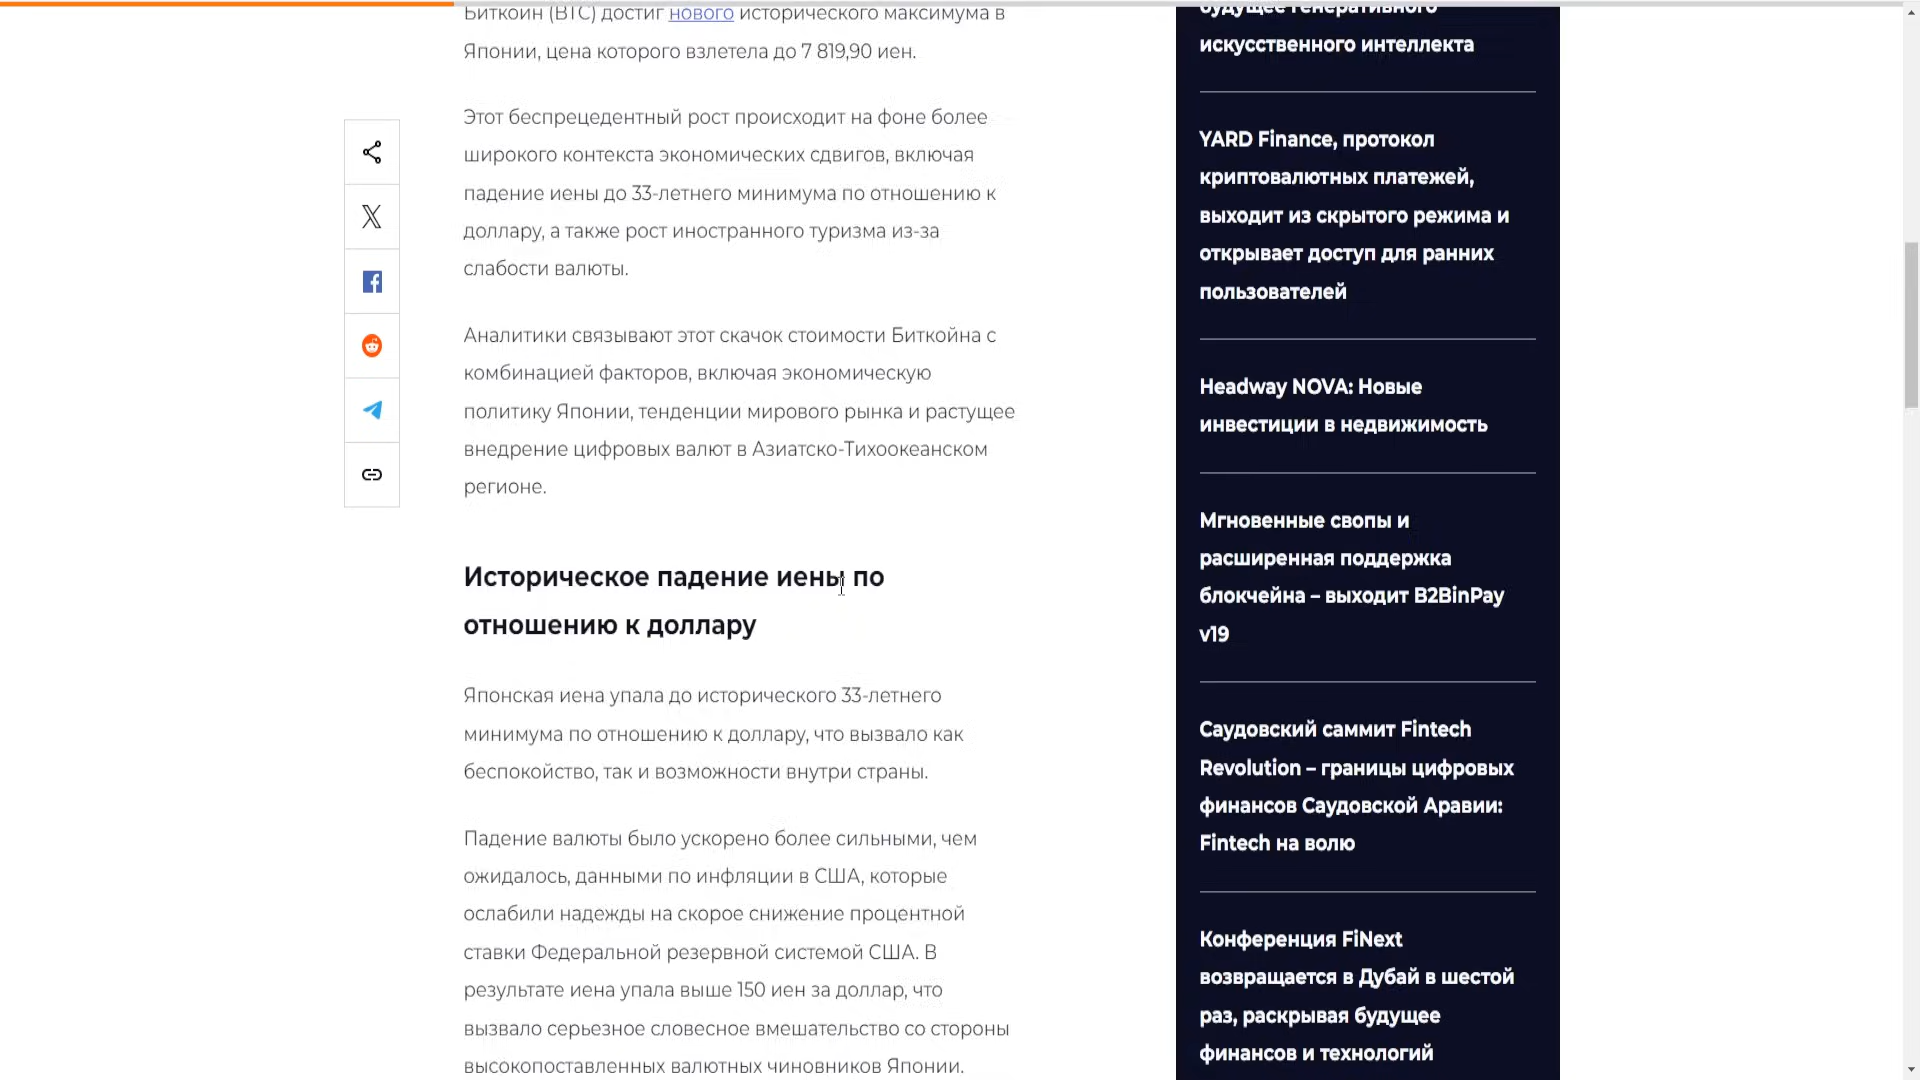 Биткоин (BTC) достиг нового исторического максимума в
Японии, цена которого взлетела до 7 819,90 иен.
Этот беспрецедентный рост происходит на фоне более
широкого контекста экономических сдвигов, включая
падение иены до 33-летнего минимума по отношению к
доллару, а также рост иностранного туризма из-за
слабости валюты.
Аналитики связывают этот скачок стоимости Биткойна с
комбинацией факторов, включая экономическую
политику Японии, тенденции мирового рынка и растущее
внедрение цифровых валют в Азиатско-Тихоокеанском
регионе.
Историческое падение иены по
отношению к доллару
Японская иена упала до исторического 33-летнего
минимума по отношению к доллару, что вызвало как
беспокойство, так и возможности внутри страны.
Падение валюты было ускорено более сильными, чем
ожидалось, данными по инфляции в США, которые
ослабили надежды на скорое снижение процентной
ставки Федеральной резервной системой США. В
результате иена упала выше 150 иен за доллар, что
вызвало серьезное словесное вмешательство со стороны
высокопоставленных валютных чиновников Японии.
будущее генеративного
искусственного интеллекта
YARD Finance, протокол
криптовалютных платежей,
выходит из скрытого режима и
открывает доступ для ранних
пользователей
Headway NOVA: Новые
инвестиции в недвижимость
Мгновенные свопы и
расширенная поддержка
блокчейна – выходит B2BinPay
v19
Саудовский саммит Fintech
Revolution – границы цифровых
финансов Саудовской Аравии:
Fintech на волю
Конференция FiNext
возвращается в Дубай в шестой
раз, раскрывая будущее
финансов и технологий